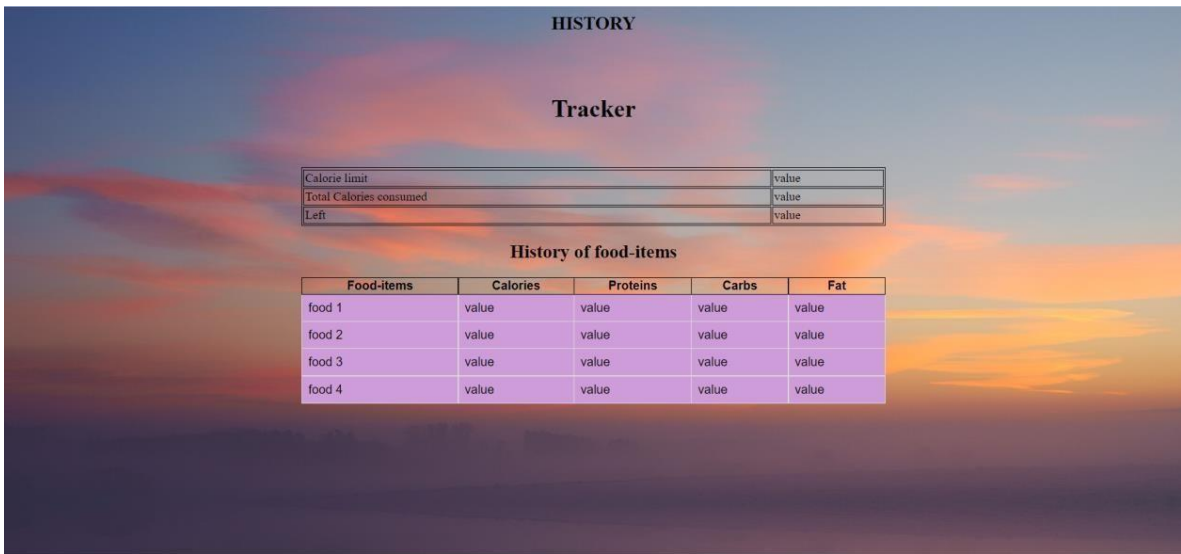 HISTORY
Tracker
Calorie limit value
Total Calories consumed value
Left value
History of food-items
Food-items Calories Proteins Carbs Fat
food 1 value value value value
food 2 value value value value
food 3 value value value value
food 4 value value value value